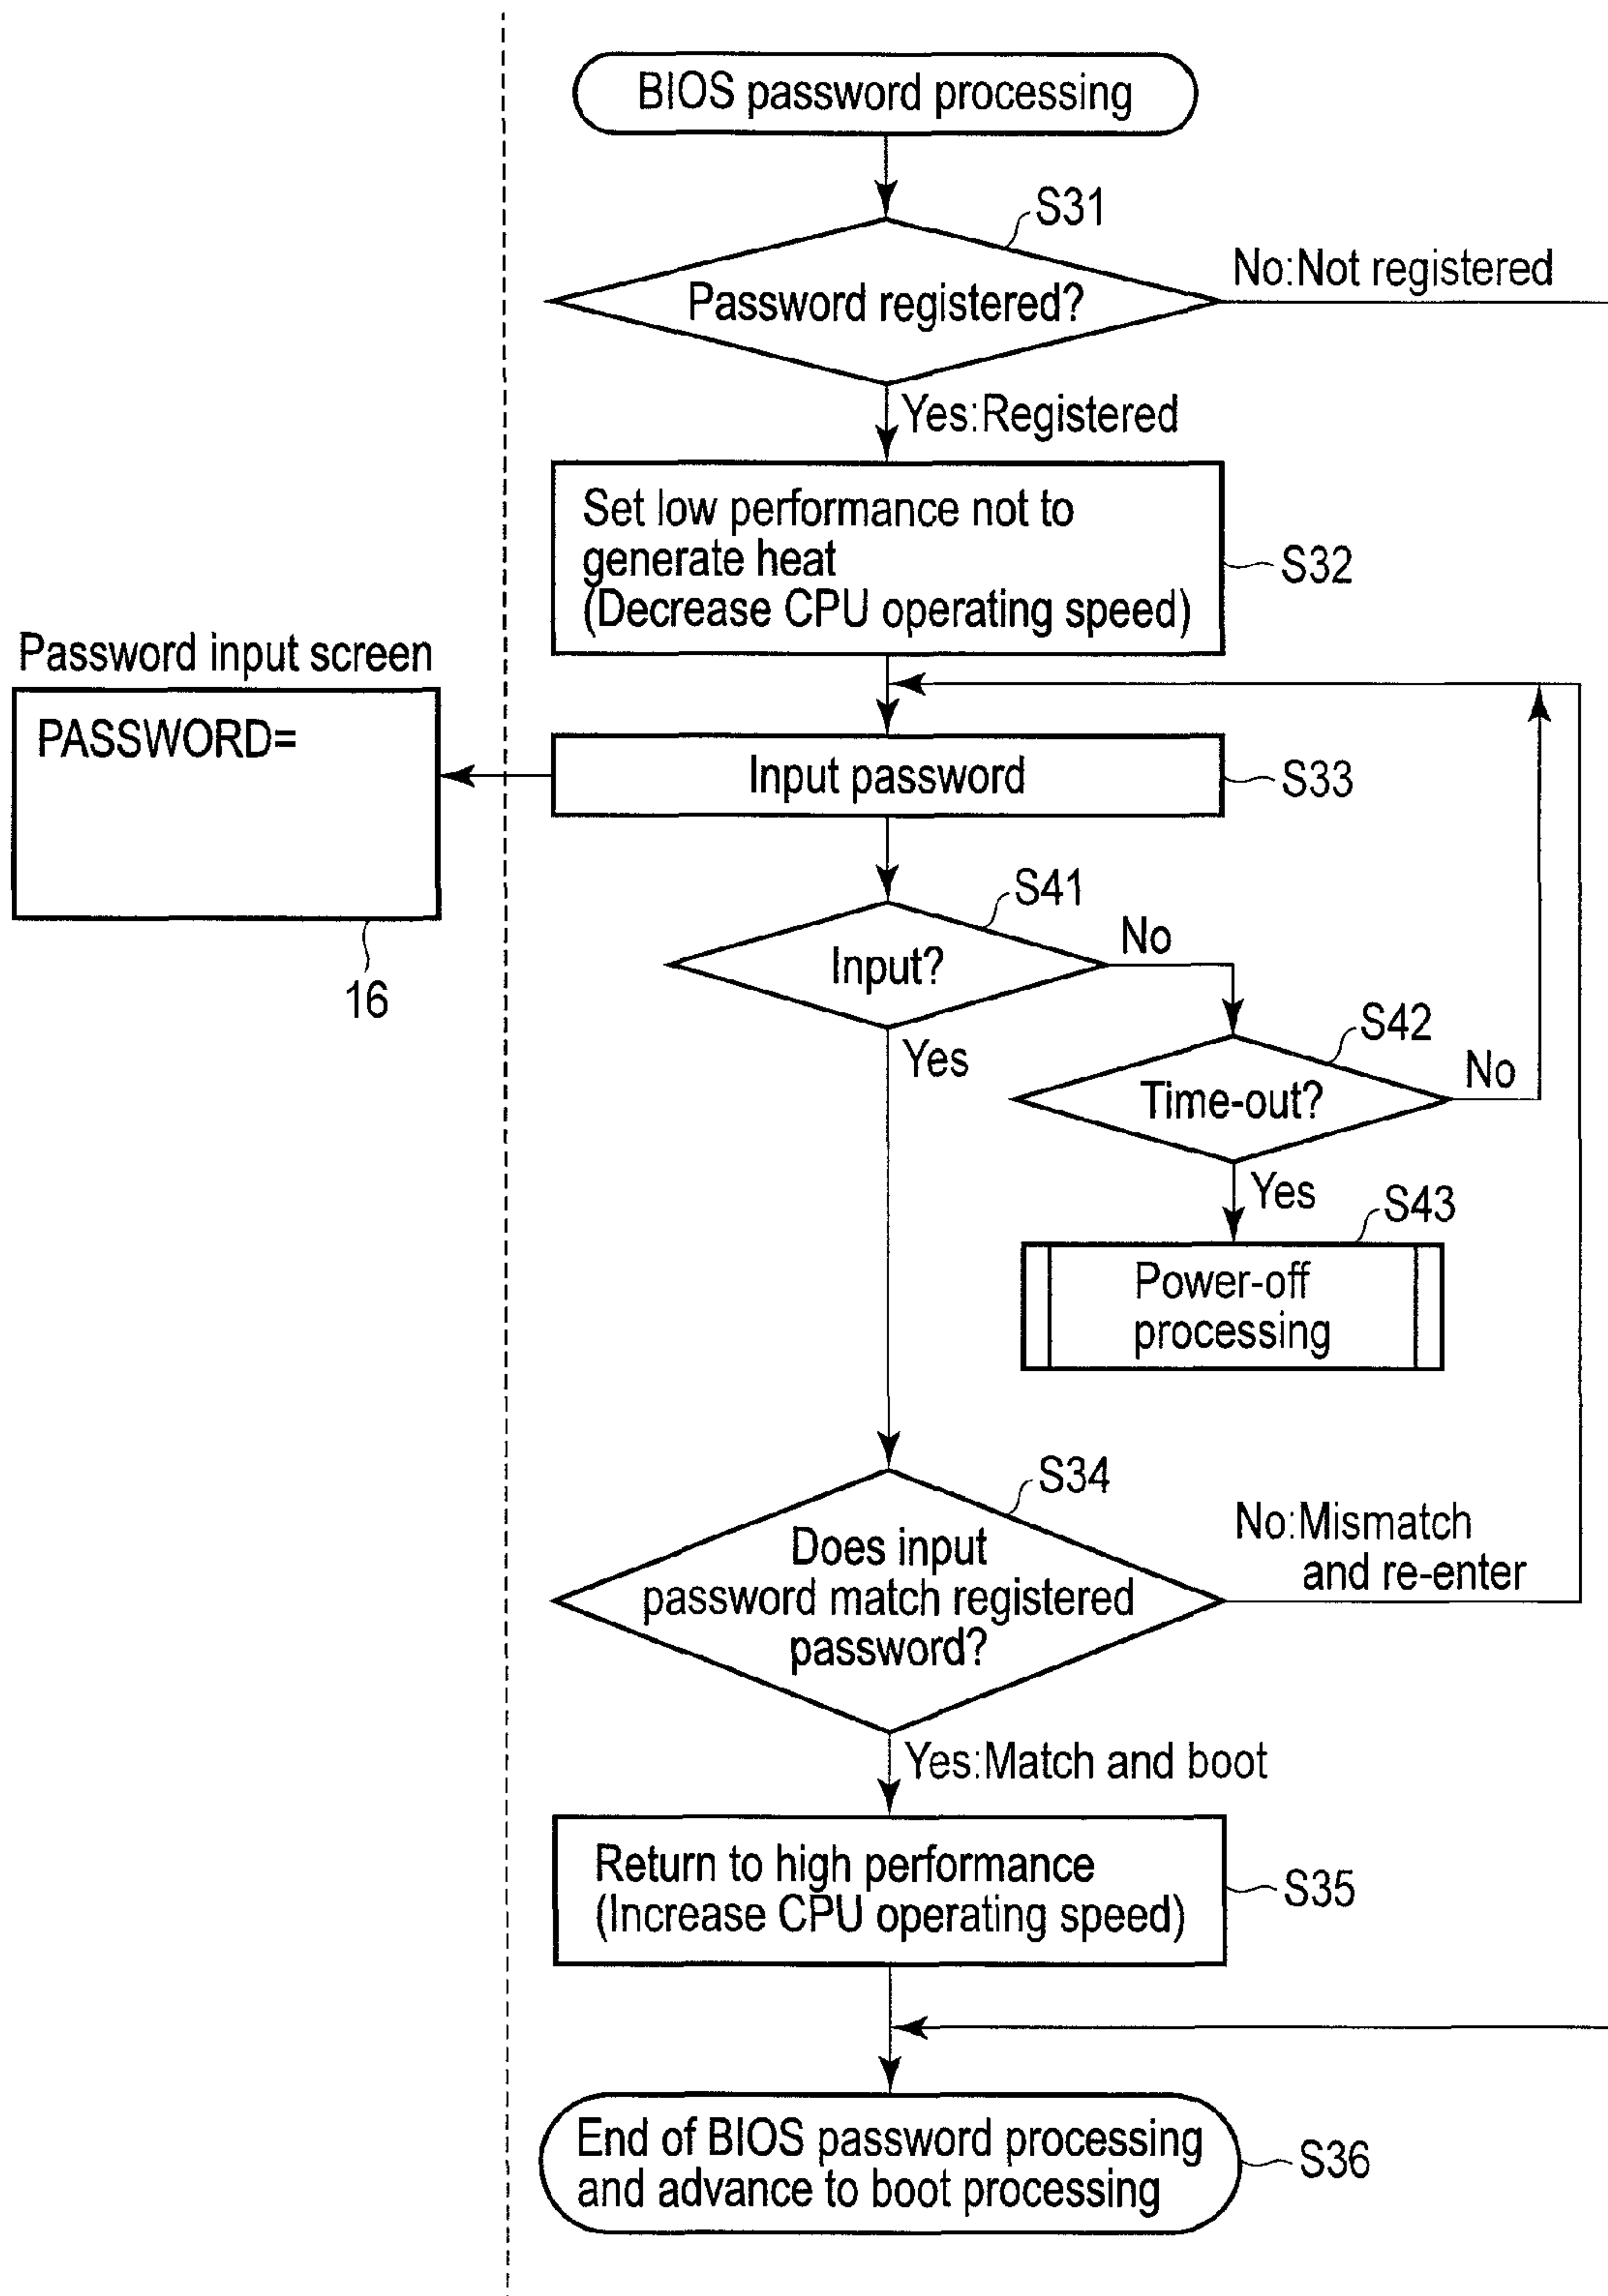 BIOS password processing
S31
Password registered?
No:Not registered
Yes:Registered
Set low performance not to
generate heat
(Decrease CPU operating speed)
S32
Password input screen
PASSWORD=
16
Input password
S33
S41
Input?
No
Yes
S42
Time-out?
No
Yes
S43
Power-off
processing
S34
Does input
password match registered
password?
No:Mismatch
and re-enter
Yes:Match and boot
Return to high performance
(Increase CPU operating speed)
S35
End of BIOS password processing
and advance to boot processing
S36